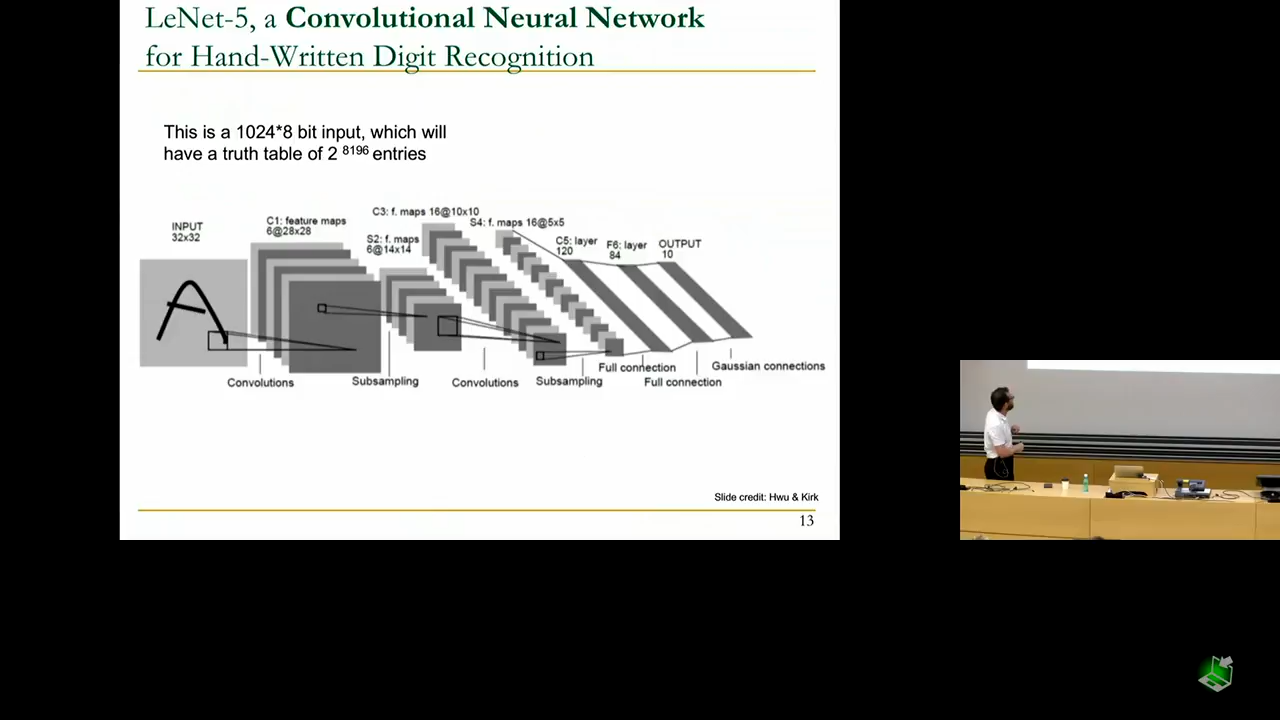 LeNet-5, a Convolutional Neural Network
for Hand-Written Digit Recognition
This is a 1024*8 bit input, which will
have a truth table of 2 8196 entries
INPUT
32x32
C1: feature maps
6@28x28
S2: f. maps
6@14x14
C3: f. maps 16@10x10
S4: f. maps 16@5x5
C5: layer
120
F6: layer
84
OUTPUT
10
A
Convolutions
Subsampling
Convolutions
Subsampling
Full connection
Full connection
Gaussian connections
Slide credit: Hwu & Kirk
13